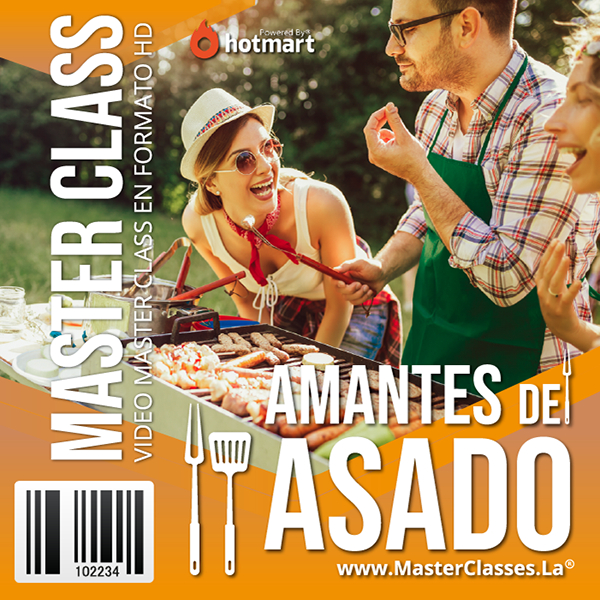 Powered By
hotmart
MASTER CLASS
VIDEO MASTER CLASS EN FORMATO HD
AMANTES DE
ASADO
102234
www.MasterClasses.La®